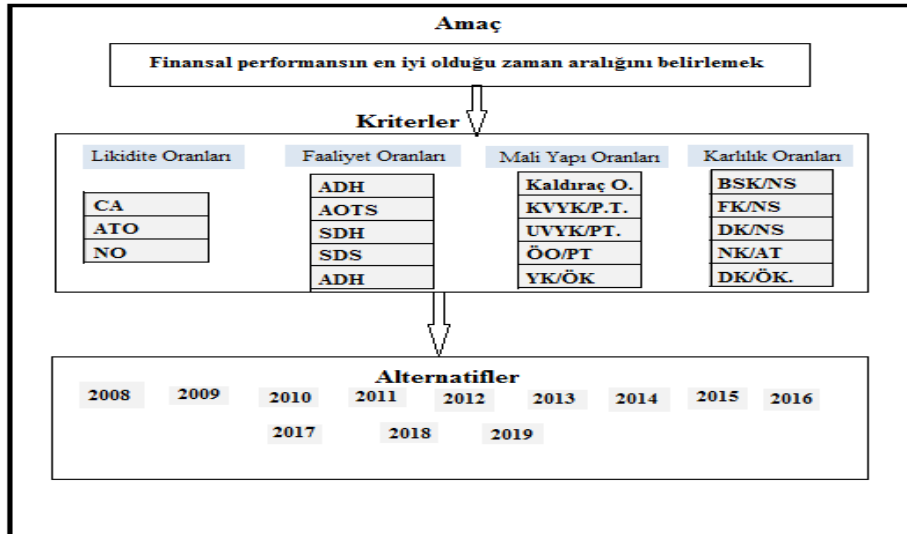 Amaç
Finansal performansın en iyi olduğu zaman aralığını belirlemek
Kriterler
Likidite Oranları
CA
ATO
NO
Faaliyet Oranları
ADH
AOTS
SDH
SDS
ADH
Mali Yapı Oranları
Kaldıraç O.
KVYK/P.T.
UVYK/PT.
ÖO/PT
YK/ÖK
Karlılık Oranları
BSK/NS
FK/NS
DK/NS
NK/AT
DK/ÖK.
Alternatifler
2008 2009 2010 2011 2012 2013 2014 2015 2016
2017 2018 2019